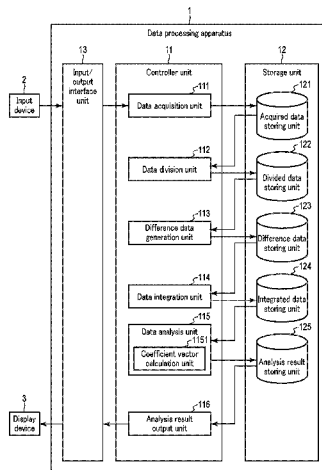 1
Data processing apparatus
13
Input/
output
interface
unit
11
Controller unit
12
Storage unit
2
Input
device
111
Data acquisition unit
121
Acquired data
storing unit
112
Data division unit
122
Divided data
storing unit
113
Difference data
generation unit
123
Difference data
storing unit
114
Data integration unit
124
Integrated data
storing unit
115
Data analysis unit
1151
Coefficient vector
calculation unit
125
Analysis result
storing unit
3
Display
device
116
Analysis result
output unit